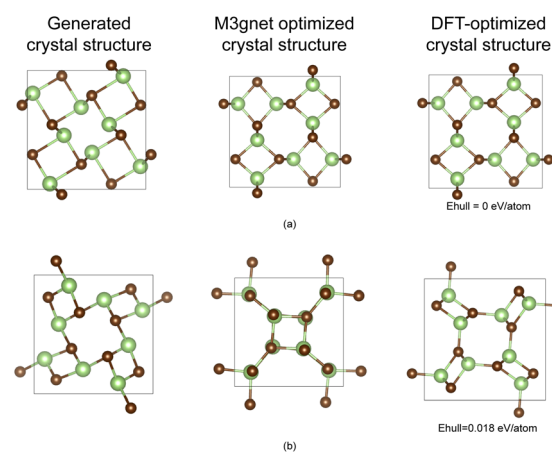 Generated
crystal structure
M3gnet optimized
crystal structure
DFT-optimized
crystal structure
Ehull = 0 eV/atom
(a)
Ehull=0.018 eV/atom
(b)